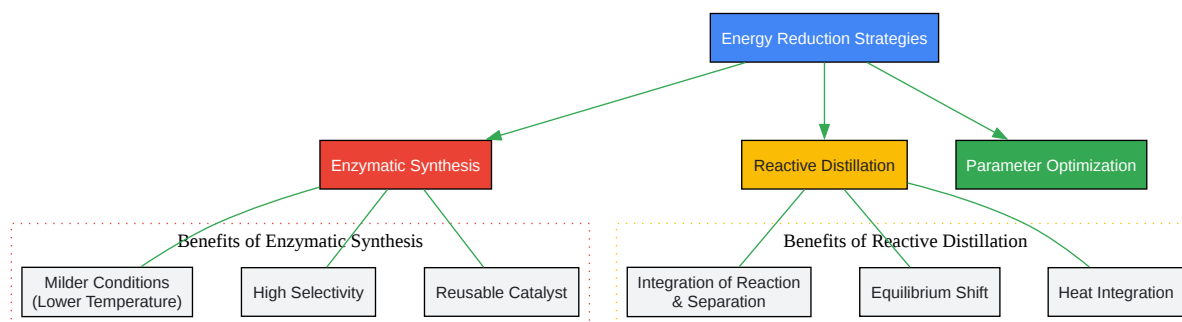 Energy Reduction Strategies
Enzymatic Synthesis
Reactive Distillation
Parameter Optimization
Benefits of Enzymatic Synthesis
Benefits of Reactive Distillation
Milder Conditions
(Lower Temperature)
High Selectivity
Reusable Catalyst
Integration of Reaction
& Separation
Equilibrium Shift
Heat Integration